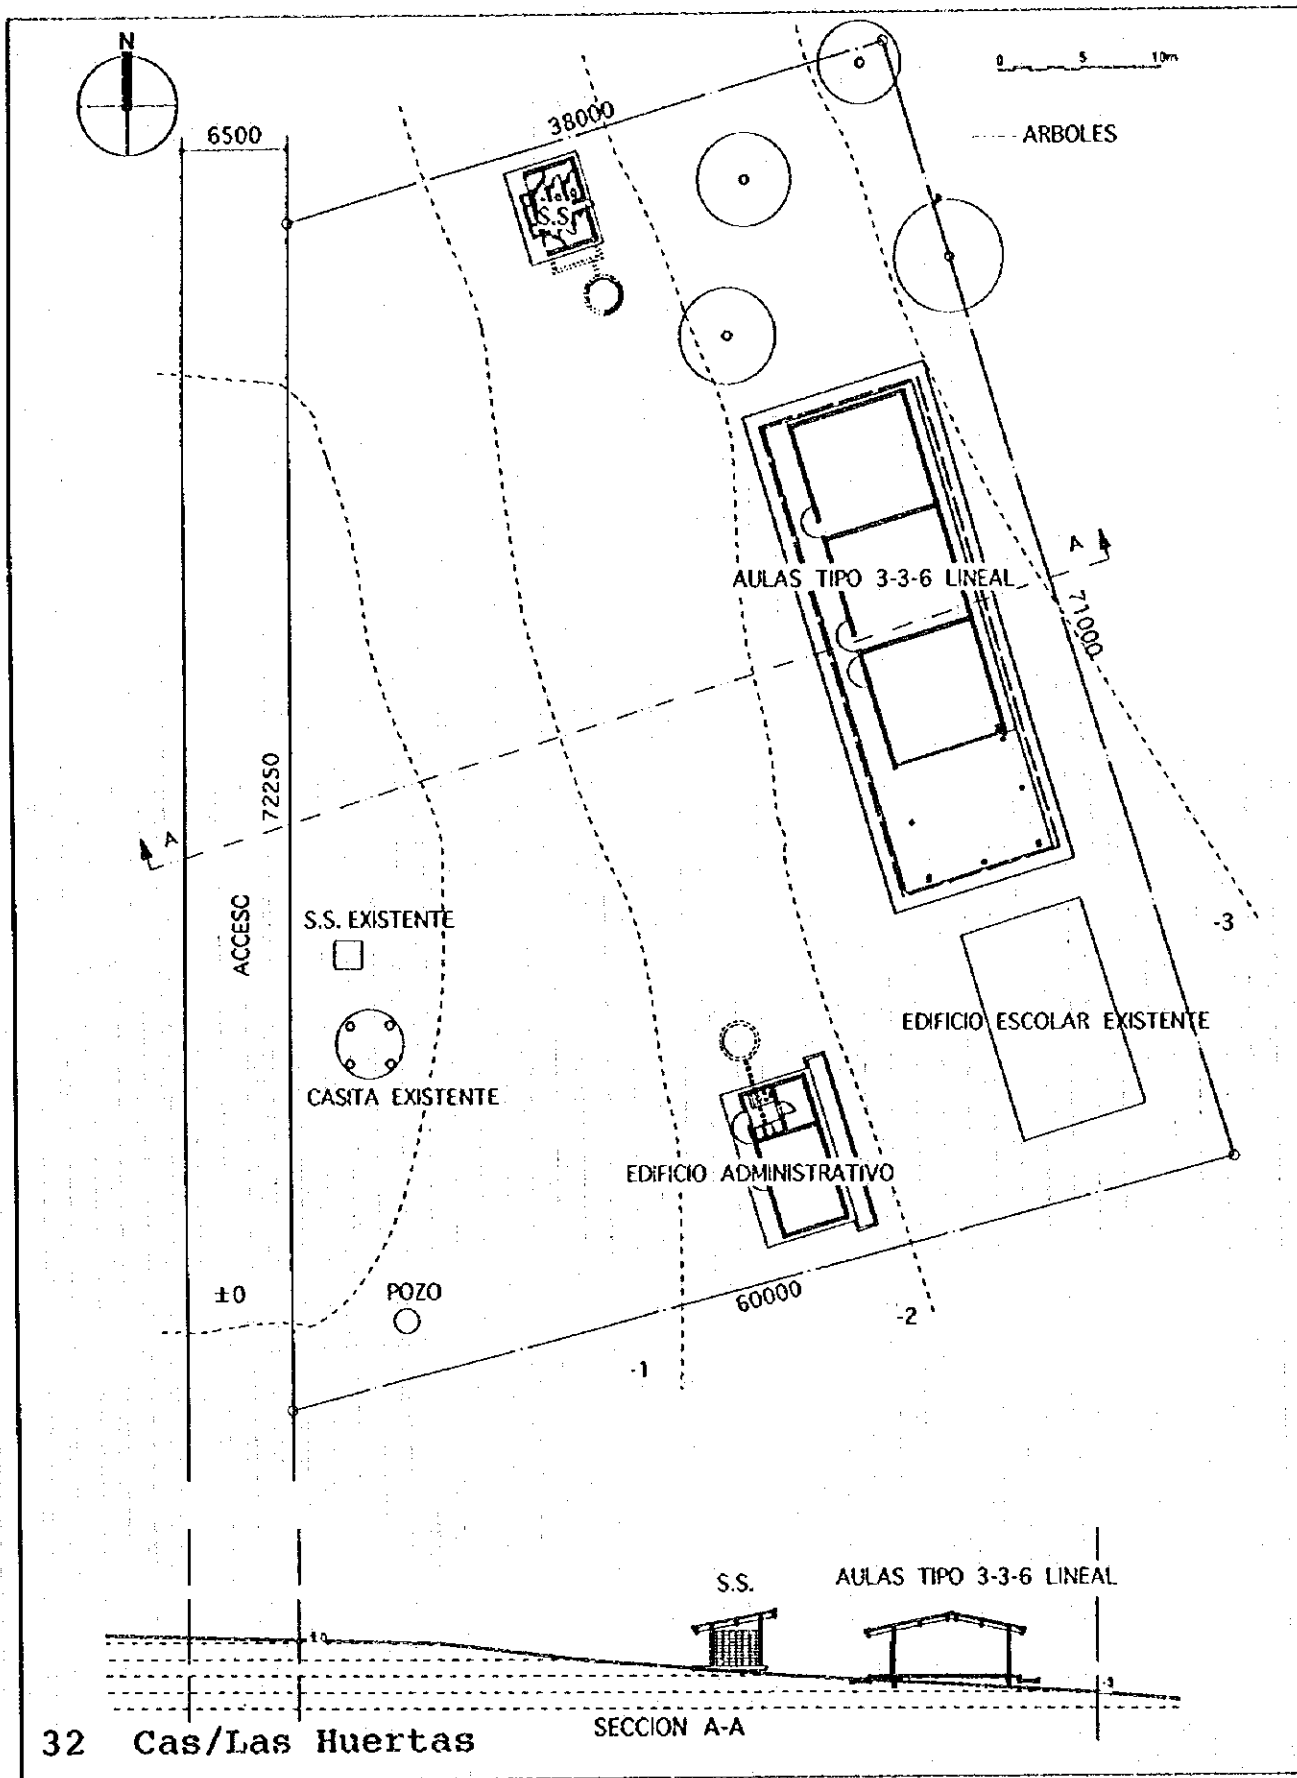 N
0 5 10m
6500
38000
ARBOLES
S.S.
A
AULAS TIPO 3-3-6 LINEAL
71000
72250
A
ACCESO
S.S. EXISTENTE
-3
EDIFICIO ESCOLAR EXISTENTE
CASITA EXISTENTE
EDIFICIO ADMINISTRATIVO
±0
POZO
60000
-2
-1
S.S.
AULAS TIPO 3-3-6 LINEAL
±0
-3
SECCION A-A
32 Cas/Las Huertas